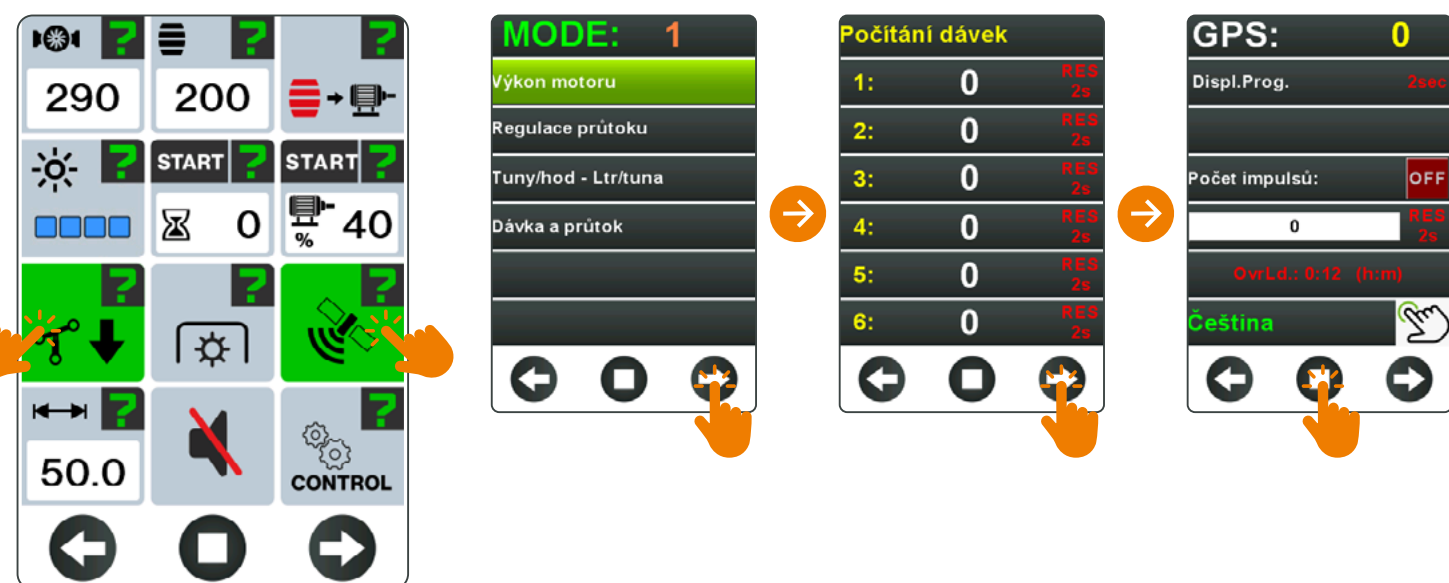 ? ? ?
290 200
? START ? START ?
0 % 40
? ? ?
?
50.0
?
CONTROL
MODE: 1
Výkon motoru
Regulace průtoku
Tuny/hod - Ltr/tuna
Dávka a průtok
Počítání dávek
1: 0 RES 2s
2: 0 RES 2s
3: 0 RES 2s
4: 0 RES 2s
5: 0 RES 2s
6: 0 RES 2s
GPS: 0
Displ.Prog. 2sec
Počet impulsů: OFF
0 RES 2s
OvrLd.: 0:12 (h:m)
Čeština